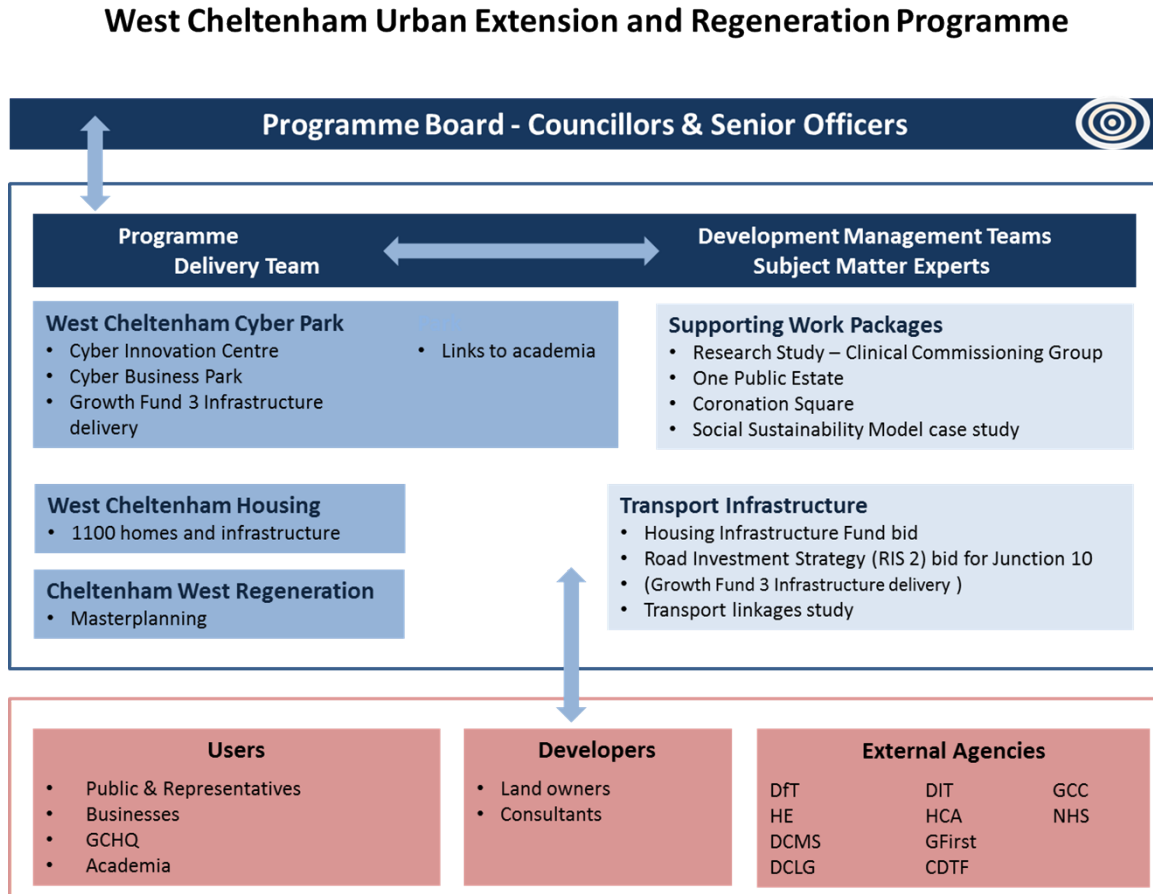 West Cheltenham Urban Extension and Regeneration Programme
Programme Board - Councillors & Senior Officers
Programme
Delivery Team
Development Management Teams
Subject Matter Experts
West Cheltenham Cyber Park
• Cyber Innovation Centre
• Cyber Business Park
• Growth Fund 3 Infrastructure
delivery
• Links to academia
Supporting Work Packages
• Research Study – Clinical Commissioning Group
• One Public Estate
• Coronation Square
• Social Sustainability Model case study
West Cheltenham Housing
• 1100 homes and infrastructure
Cheltenham West Regeneration
• Masterplanning
Transport Infrastructure
• Housing Infrastructure Fund bid
• Road Investment Strategy (RIS 2) bid for Junction 10
• (Growth Fund 3 Infrastructure delivery )
• Transport linkages study
Users
• Public & Representatives
• Businesses
• GCHQ
• Academia
Developers
• Land owners
• Consultants
External Agencies
DfT
HE
DCMS
DCLG
DIT
HCA
GFirst
CDTF
GCC
NHS